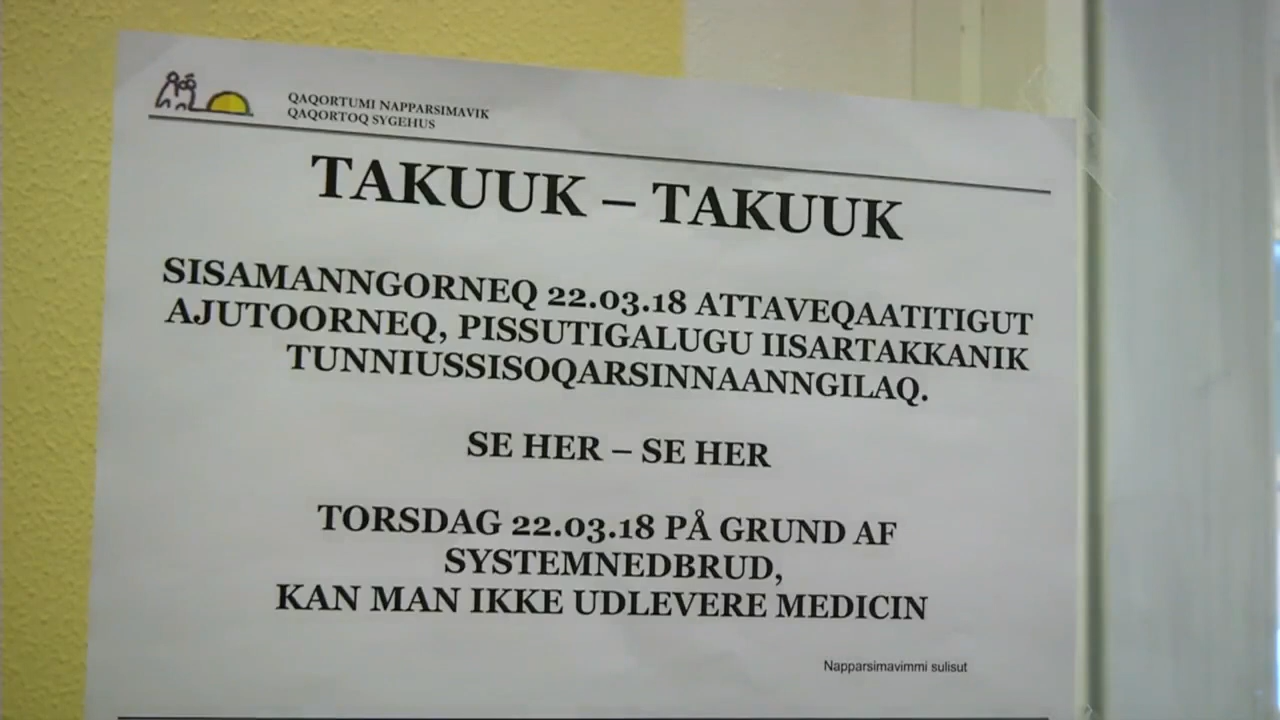 QAQORTUMI NAPPARSIMAVIK
QAQORTOQ SYGEHUS
TAKUUK – TAKUUK
SISAMANNGORNEQ 22.03.18 ATTAVEQAATITIGUT
AJUTOORNEQ, PISSUTIGALUGU IISARTAKKANIK
TUNNIUSSISOQARSINNAANNGILAQ.
SE HER – SE HER
TORSDAG 22.03.18 PÅ GRUND AF
SYSTEMNEDBRUD,
KAN MAN IKKE UDLEVERE MEDICIN
Napparsimavimmi sulisut